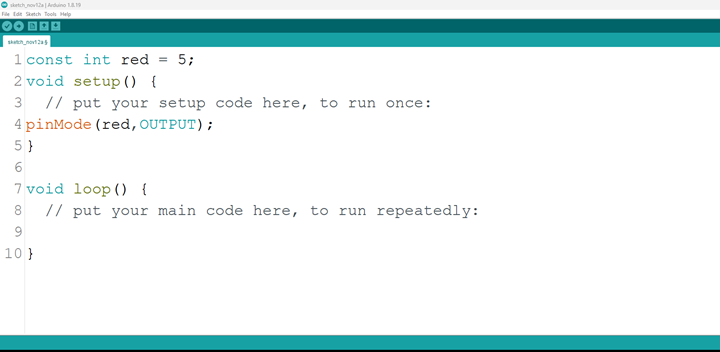 sketch_nov12a | Arduino 1.8.19
File Edit Sketch Tools Help
sketch_nov12a §
1 const int red = 5;
2 void setup() {
3 // put your setup code here, to run once:
4 pinMode(red,OUTPUT);
5 }
6
7 void loop() {
8 // put your main code here, to run repeatedly:
9
10 }